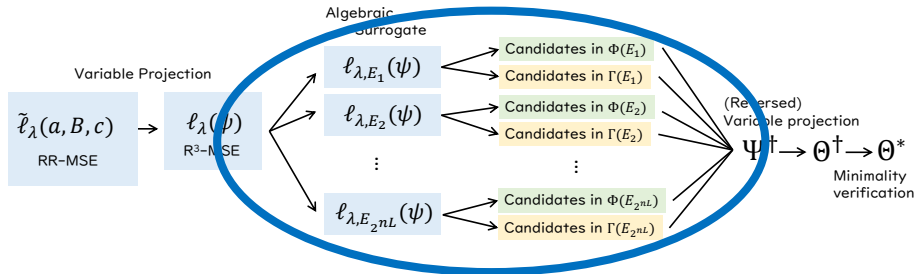 Algebraic
Surrogate
Variable Projection
ℓ̃_λ(a, B, c)
RR-MSE
ℓ_λ(ψ)
R³-MSE
ℓ_{λ,E_1}(ψ)
Candidates in Φ(E_1)
Candidates in Γ(E_1)
ℓ_{λ,E_2}(ψ)
Candidates in Φ(E_2)
Candidates in Γ(E_2)
⋮ ⋮
ℓ_{λ,E_{2^{nL}}}(ψ)
Candidates in Φ(E_{2^{nL}})
Candidates in Γ(E_{2^{nL}})
(Reversed)
Variable projection
Ψ† → Θ† → Θ*
Minimality
verification